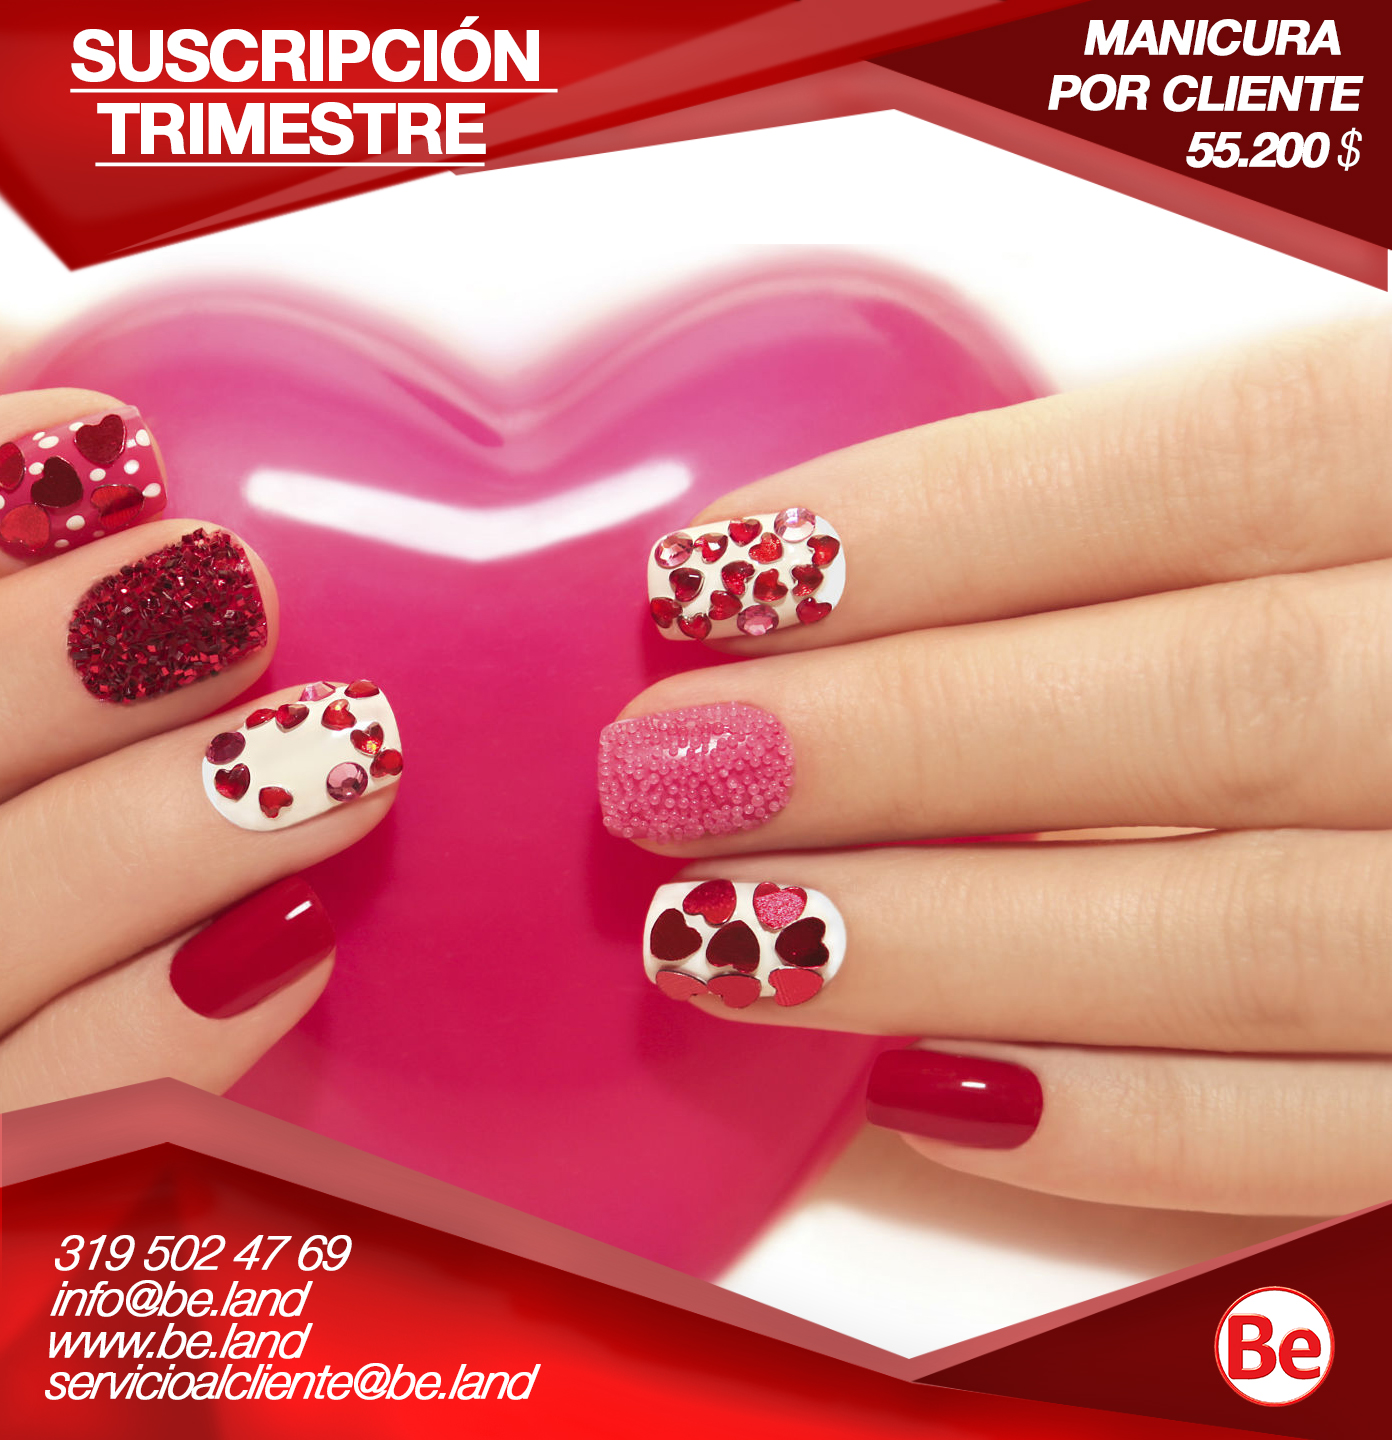 SUSCRIPCIÓN
TRIMESTRE
MANICURA
POR CLIENTE
55.200 $
319 502 47 69
info@be.land
www.be.land
servicioalcliente@be.land
Be